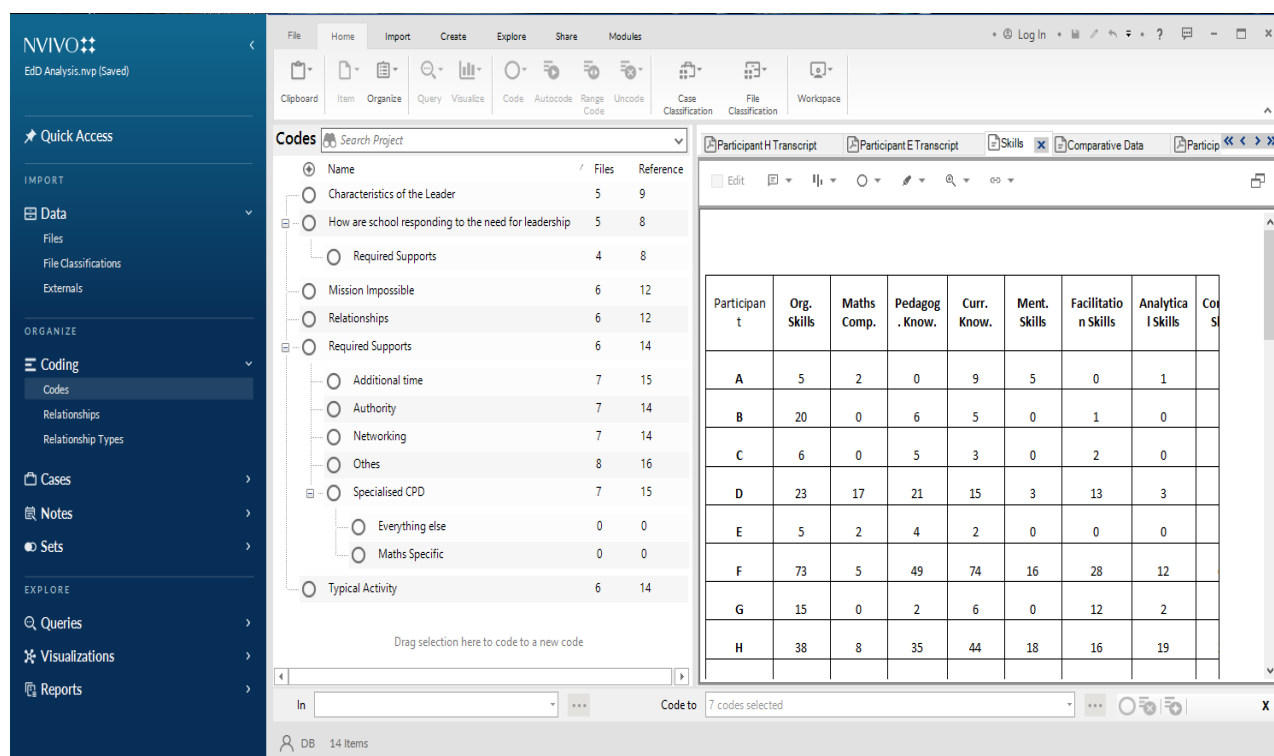 NVIVO
EdD Analysis.nvp (Saved)
Quick Access
IMPORT
Data
Files
File Classifications
Externals
ORGANIZE
Coding
Codes
Relationships
Relationship Types
Cases
Notes
Sets
EXPLORE
Queries
Visualizations
Reports
File Home Import Create Explore Share Modules
Log In ?
Clipboard Item Organize Query Visualize Code Autocode Range Code Uncode Case Classification File Classification Workspace
Codes Search Project
Name Files Reference
Characteristics of the Leader 5 9
How are school responding to the need for leadership 5 8
Required Supports 4 8
Mission Impossible 6 12
Relationships 6 12
Required Supports 6 14
Additional time 7 15
Authority 7 14
Networking 7 14
Othes 8 16
Specialised CPD 7 15
Everything else 0 0
Maths Specific 0 0
Typical Activity 6 14
Drag selection here to code to a new code
Participant H Transcript Participant E Transcript Skills x Comparative Data Particip
Edit
Participan Org. Maths Pedagog Curr. Ment. Facilitatio Analytica Co
t Skills Comp. . Know. Know. Skills n Skills l Skills S
A 5 2 0 9 5 0 1
B 20 0 6 5 0 1 0
C 6 0 5 3 0 2 0
D 23 17 21 15 3 13 3
E 5 2 4 2 0 0 0
F 73 5 49 74 16 28 12
G 15 0 2 6 0 12 2
H 38 8 35 44 18 16 19
In ... Code to 7 codes selected ... X
DB 14 Items